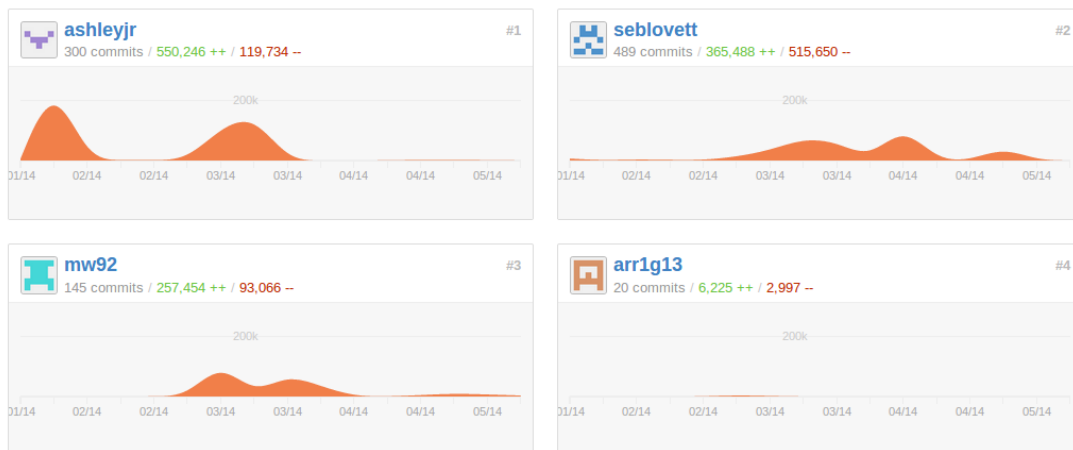 ashleyjr #1
300 commits / 550,246 ++ / 119,734 --
200k
01/14 02/14 02/14 03/14 03/14 04/14 04/14 05/14
seblovett #2
489 commits / 365,488 ++ / 515,650 --
200k
01/14 02/14 02/14 03/14 03/14 04/14 04/14 05/14
mw92 #3
145 commits / 257,454 ++ / 93,066 --
200k
01/14 02/14 02/14 03/14 03/14 04/14 04/14 05/14
arr1g13 #4
20 commits / 6,225 ++ / 2,997 --
200k
01/14 02/14 02/14 03/14 03/14 04/14 04/14 05/14